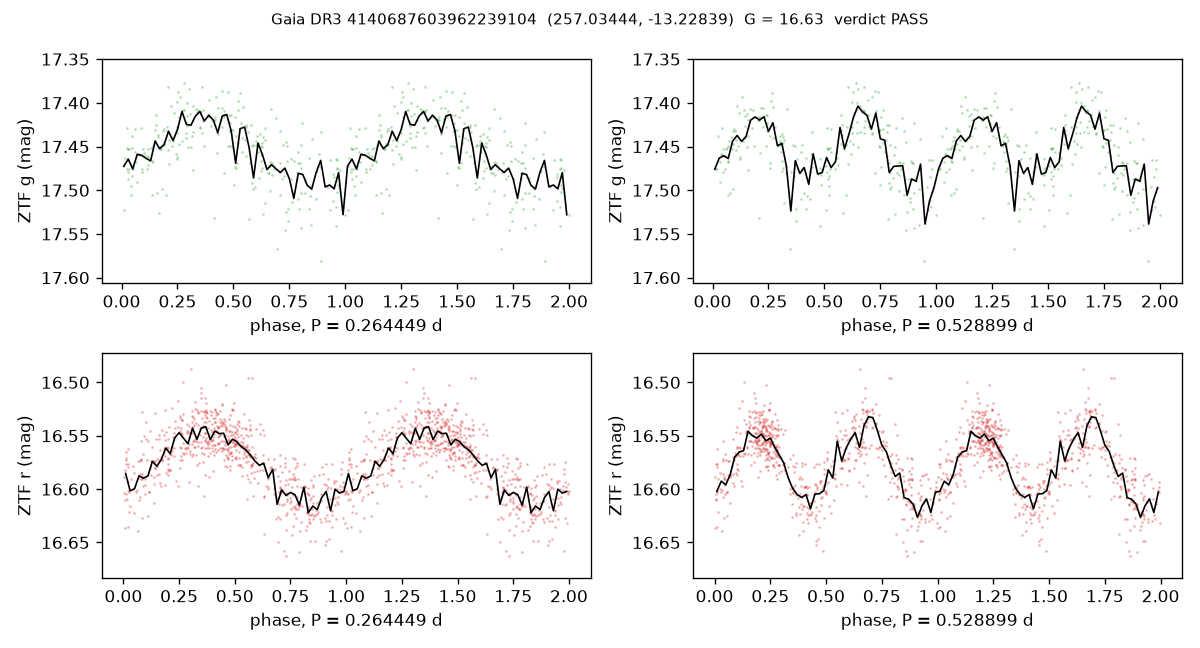 Gaia DR3 4140687603962239104  (257.03444, -13.22839)  G = 16.63  verdict PASS
17.35
17.40
17.45
17.50
17.55
17.60
ZTF g (mag)
0.00 0.25 0.50 0.75 1.00 1.25 1.50 1.75 2.00
phase, P = 0.264449 d
17.35
17.40
17.45
17.50
17.55
17.60
ZTF g (mag)
0.00 0.25 0.50 0.75 1.00 1.25 1.50 1.75 2.00
phase, P = 0.528899 d
16.50
16.55
16.60
16.65
ZTF r (mag)
0.00 0.25 0.50 0.75 1.00 1.25 1.50 1.75 2.00
phase, P = 0.264449 d
16.50
16.55
16.60
16.65
ZTF r (mag)
0.00 0.25 0.50 0.75 1.00 1.25 1.50 1.75 2.00
phase, P = 0.528899 d